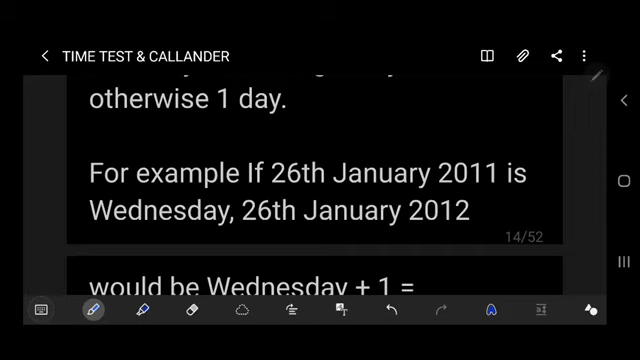 TIME TEST & CALLANDER
otherwise 1 day.
For example If 26th January 2011 is
Wednesday, 26th January 2012
14/52
would be Wednesday + 1 =